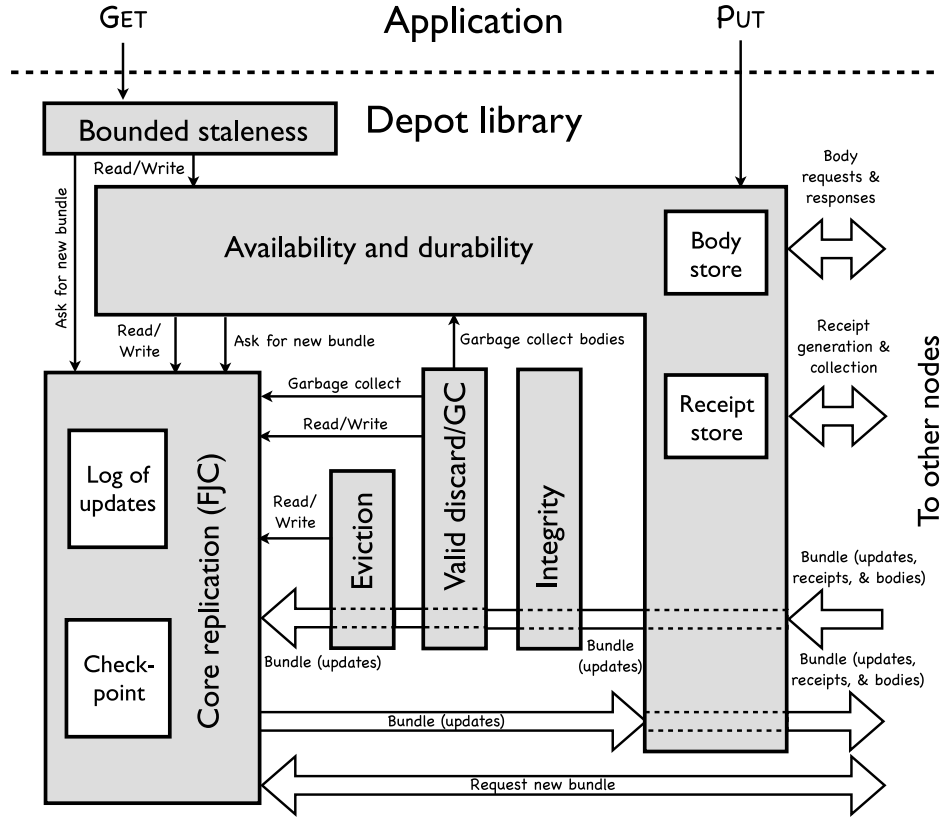 GET
Application
PUT
Bounded staleness
Depot library
Read/Write
Ask for new bundle
Body
requests &
responses
Availability and durability
Body
store
Read/
Write
Ask for new bundle
Garbage collect bodies
Receipt
generation &
collection
To other nodes
Garbage collect
Read/Write
Receipt
store
Log of
updates
Core replication (FJC)
Read/
Write
Eviction
Valid discard/GC
Integrity
Bundle (updates,
receipts, & bodies)
Bundle (updates)
Bundle
(updates)
Bundle (updates,
receipts, & bodies)
Check-
point
Bundle (updates)
Request new bundle